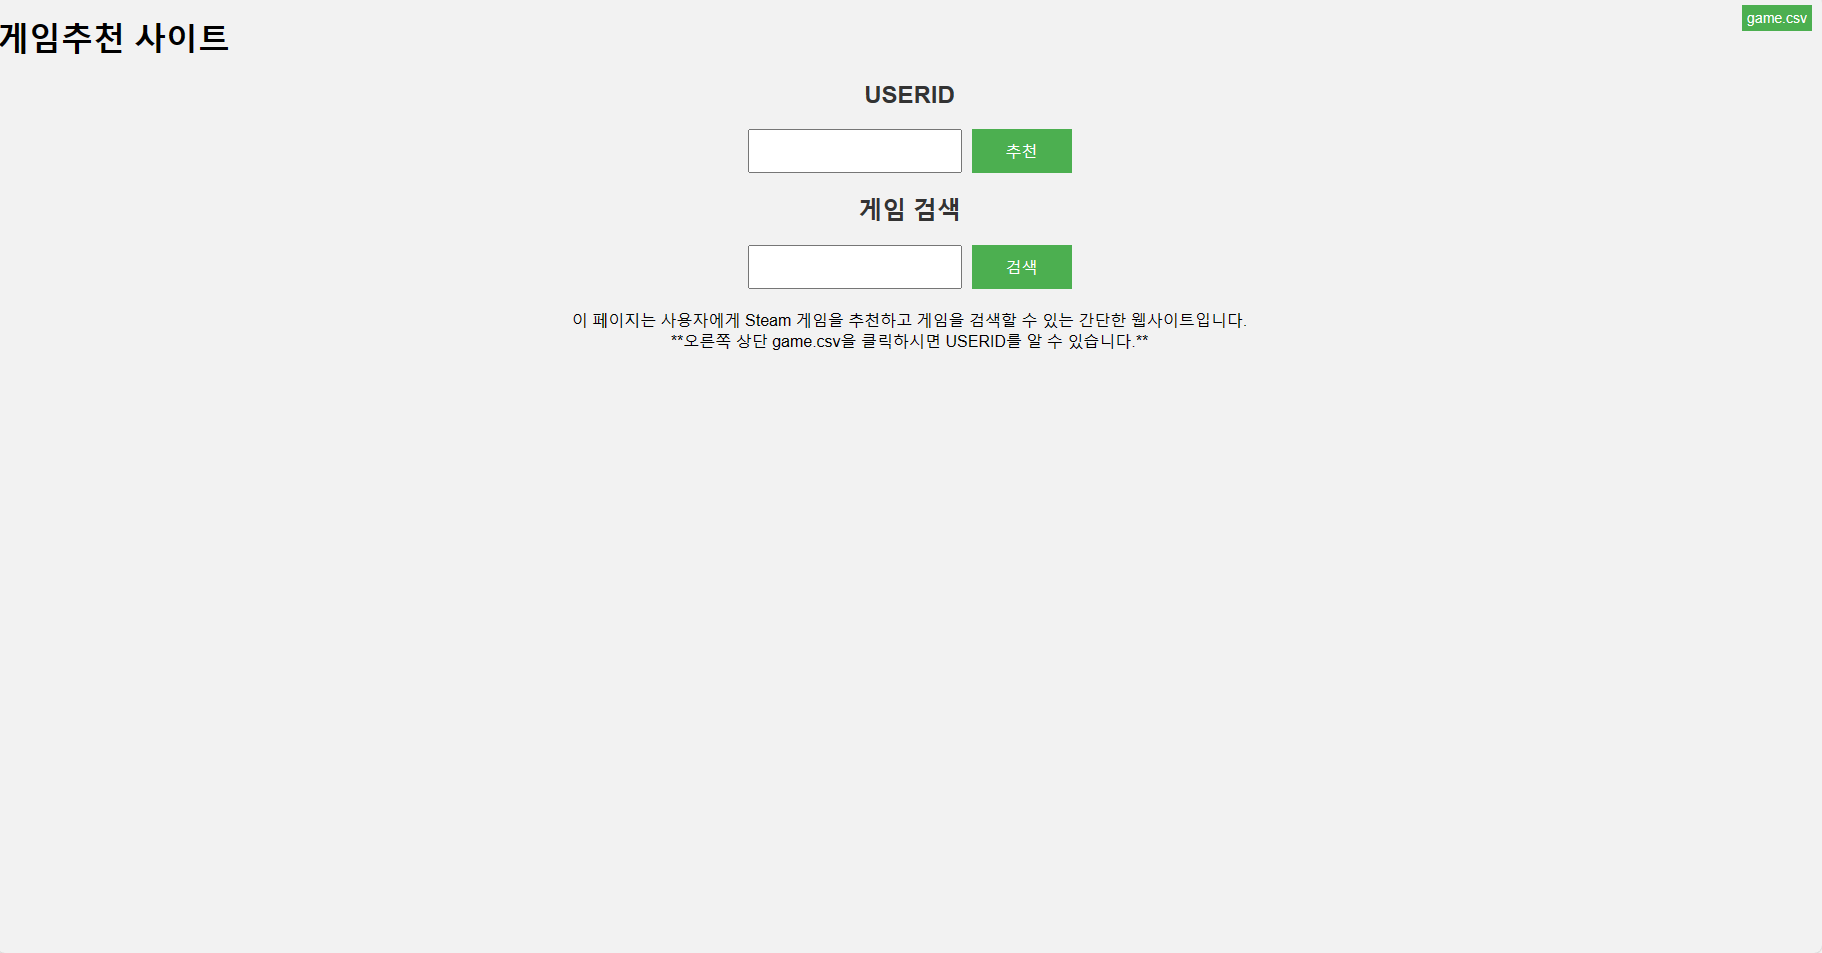 게임추천 사이트
game.csv
USERID
추천
게임 검색
검색
이 페이지는 사용자에게 Steam 게임을 추천하고 게임을 검색할 수 있는 간단한 웹사이트입니다.
**오른쪽 상단 game.csv을 클릭하시면 USERID를 알 수 있습니다.**